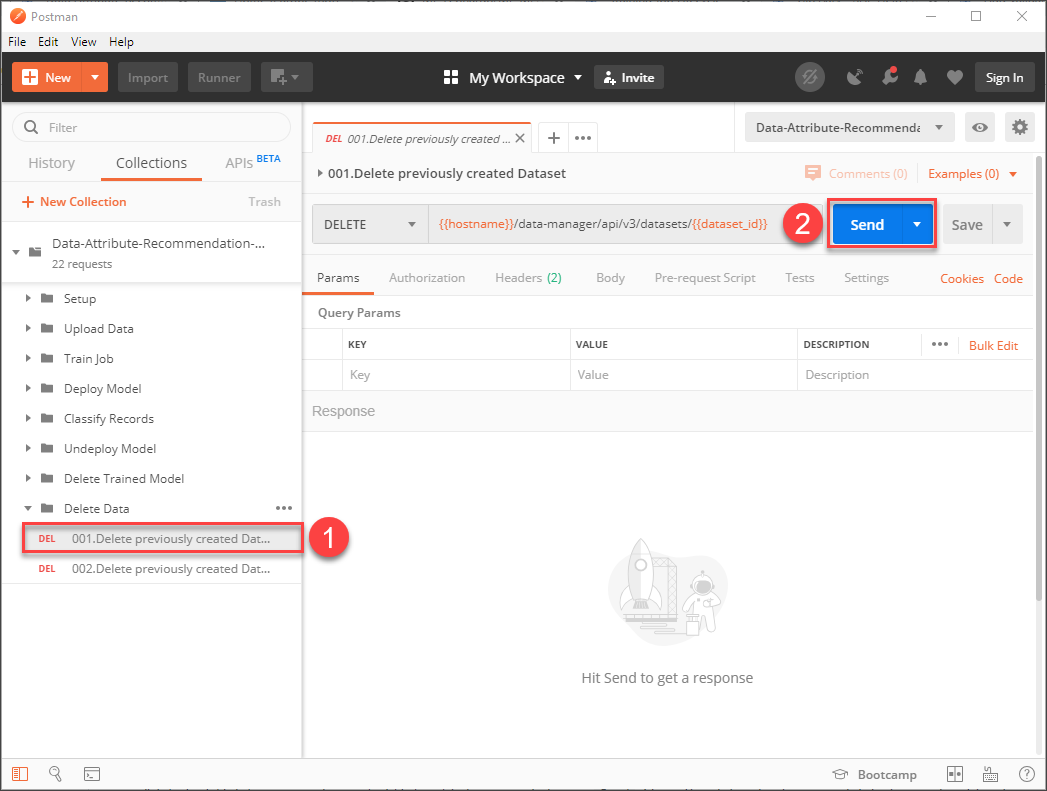 Postman
File Edit View Help
New Import Runner My Workspace Invite Sign In
Filter
History Collections APIs BETA
New Collection Trash
Data-Attribute-Recommendation-...
22 requests
Setup
Upload Data
Train Job
Deploy Model
Classify Records
Undeploy Model
Delete Trained Model
Delete Data
DEL 001.Delete previously created Dat...
1
DEL 002.Delete previously created Dat...
DEL 001.Delete previously created ...
Data-Attribute-Recommenda
001.Delete previously created Dataset
Comments (0) Examples (0)
DELETE {{hostname}}/data-manager/api/v3/datasets/{{dataset_id}} 2 Send Save
Params Authorization Headers (2) Body Pre-request Script Tests Settings Cookies Code
Query Params
KEY VALUE DESCRIPTION Bulk Edit
Key Value Description
Response
Hit Send to get a response
Bootcamp